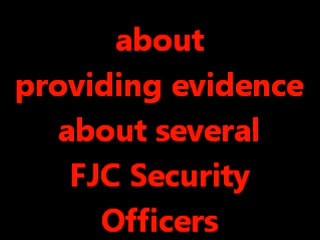 about
providing evidence
about several
FJC Security
Officers